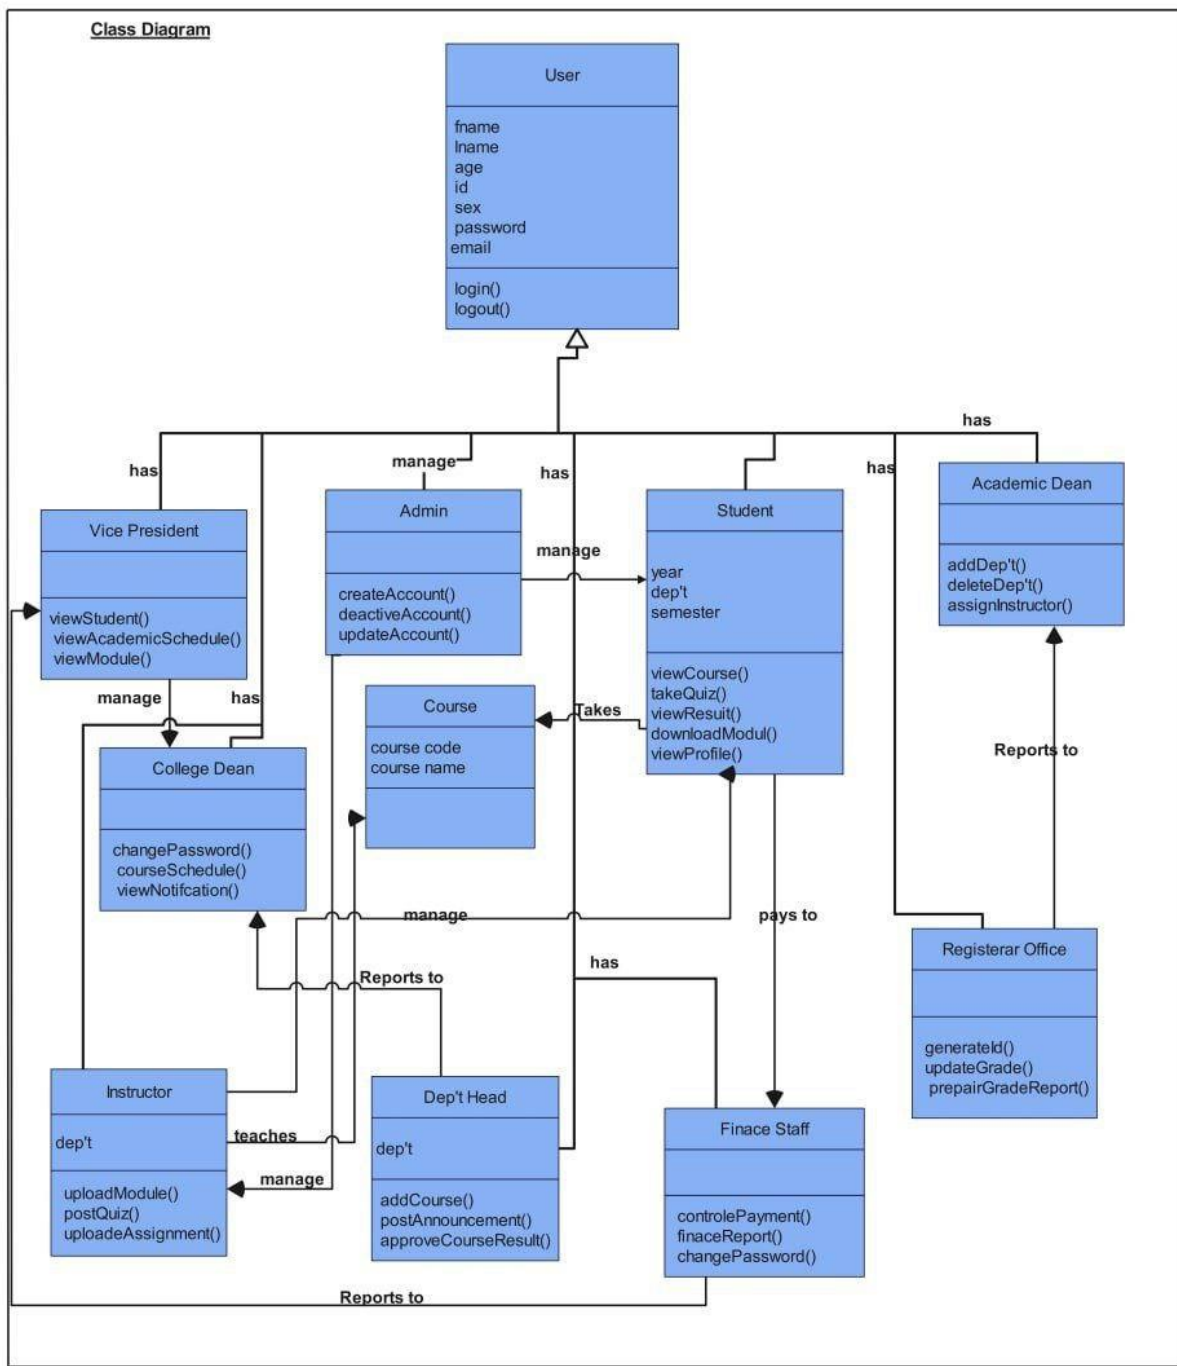 Class Diagram
User
fname
lname
age
id
sex
password
email
login()
logout()
has
has
manage
has
has
Vice President
viewStudent()
viewAcademicSchedule()
viewModule()
Admin
createAccount()
deactiveAccount()
updateAccount()
manage
Student
year
dep't
semester
viewCourse()
takeQuiz()
viewResuit()
downloadModul()
viewProfile()
Academic Dean
addDep't()
deleteDep't()
assignInstructor()
manage
has
Course
course code
course name
Takes
Reports to
College Dean
changePassword()
courseSchedule()
viewNotifcation()
manage
pays to
Reports to
has
Registerar Office
generateId()
updateGrade()
prepairGradeReport()
Instructor
dep't
uploadModule()
postQuiz()
uploadeAssignment()
teaches
manage
Dep't Head
dep't
addCourse()
postAnnouncement()
approveCourseResult()
Finace Staff
controlePayment()
finaceReport()
changePassword()
Reports to